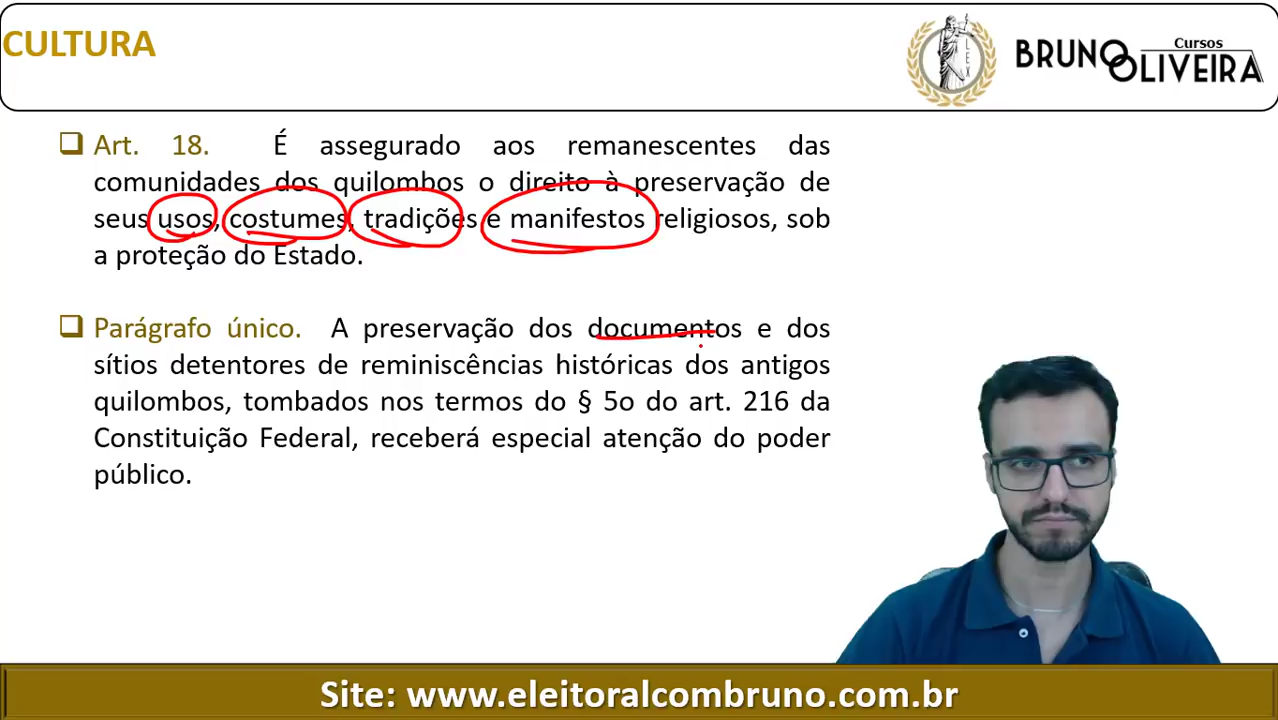 CULTURA
Cursos
BRUNO
OLIVEIRA
LEX
Art. 18. É assegurado aos remanescentes das
comunidades dos quilombos o direito à preservação de
seus usos, costumes, tradições e manifestos religiosos, sob
a proteção do Estado.
Parágrafo único. A preservação dos documentos e dos
sítios detentores de reminiscências históricas dos antigos
quilombos, tombados nos termos do § 5o do art. 216 da
Constituição Federal, receberá especial atenção do poder
público.
Site: www.eleitoralcombruno.com.br